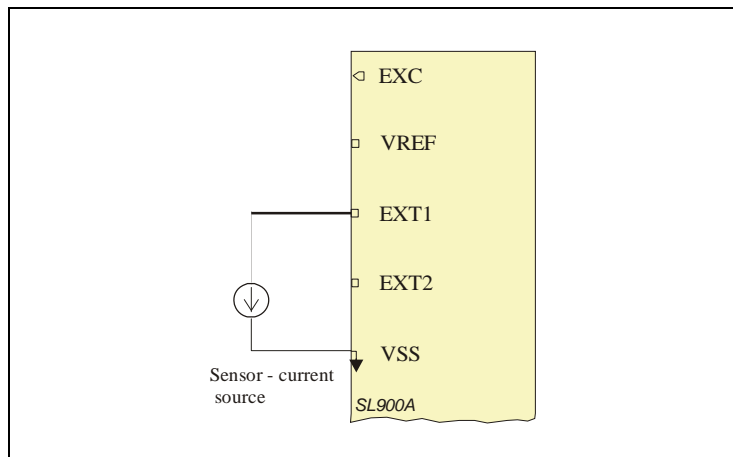 EXC
VREF
EXT1
EXT2
VSS
Sensor - current
source
SL900A